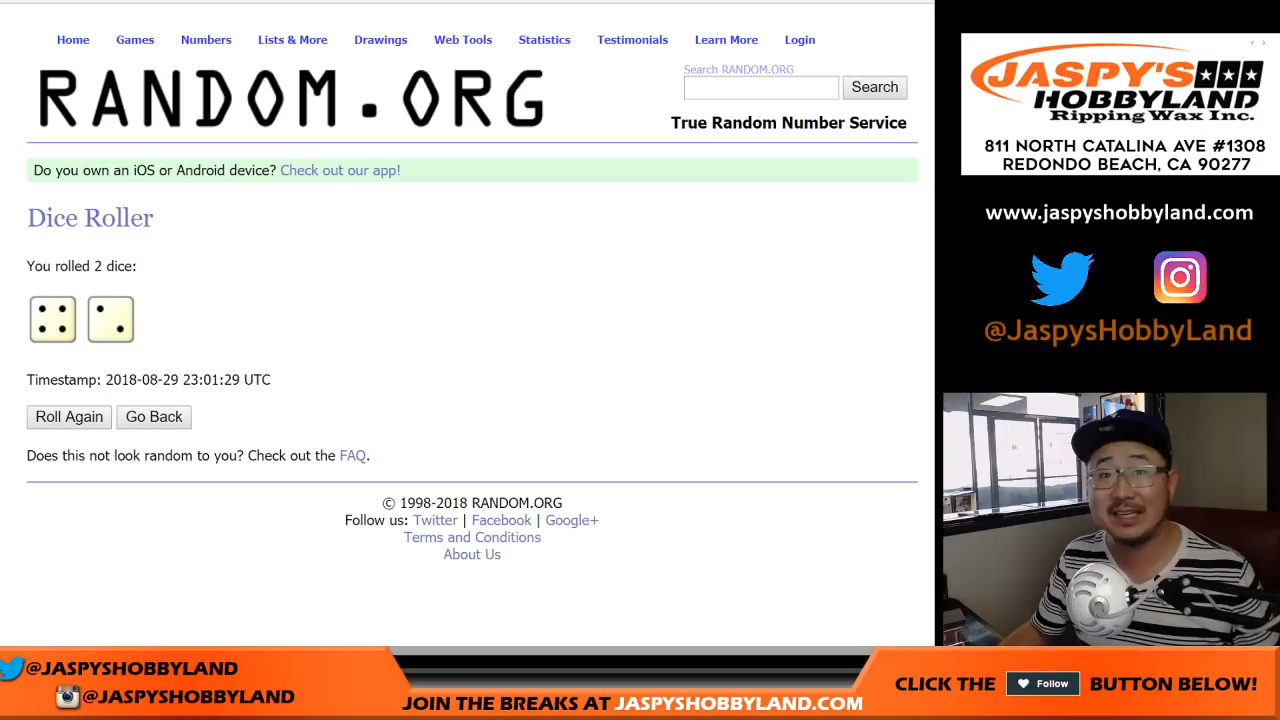 Home Games Numbers Lists & More Drawings Web Tools Statistics Testimonials Learn More Login
RANDOM.ORG
Search RANDOM.ORG
Search
True Random Number Service
Do you own an iOS or Android device? Check out our app!
Dice Roller
You rolled 2 dice:
Timestamp: 2018-08-29 23:01:29 UTC
Roll Again Go Back
Does this not look random to you? Check out the FAQ.
© 1998-2018 RANDOM.ORG
Follow us: Twitter | Facebook | Google+
Terms and Conditions
About Us
JASPY'S
HOBBYLAND
Ripping Wax Inc.
811 NORTH CATALINA AVE #1308
REDONDO BEACH, CA 90277
www.jaspyshobbyland.com
@JaspysHobbyLand
@JASPYSHOBBYLAND
@JASPYSHOBBYLAND
JOIN THE BREAKS AT JASPYSHOBBYLAND.COM
CLICK THE Follow BUTTON BELOW!